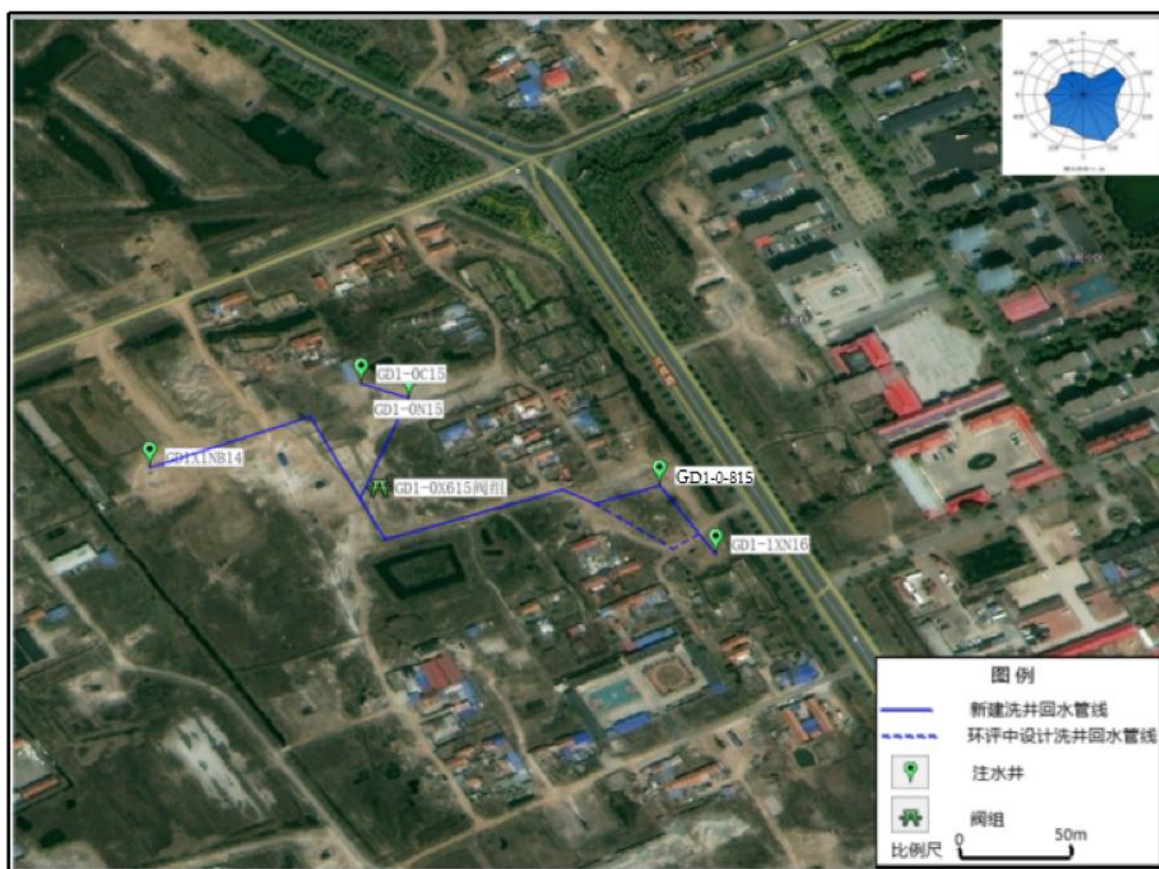 GD1-0C15
GD1-0N15
GD1X1NB14
GD1-0X615阀组
GD1-0-815
GD1-1XN16
图例
新建洗井回水管线
环评中设计洗井回水管线
注水井
阀组
比例尺 0 50m